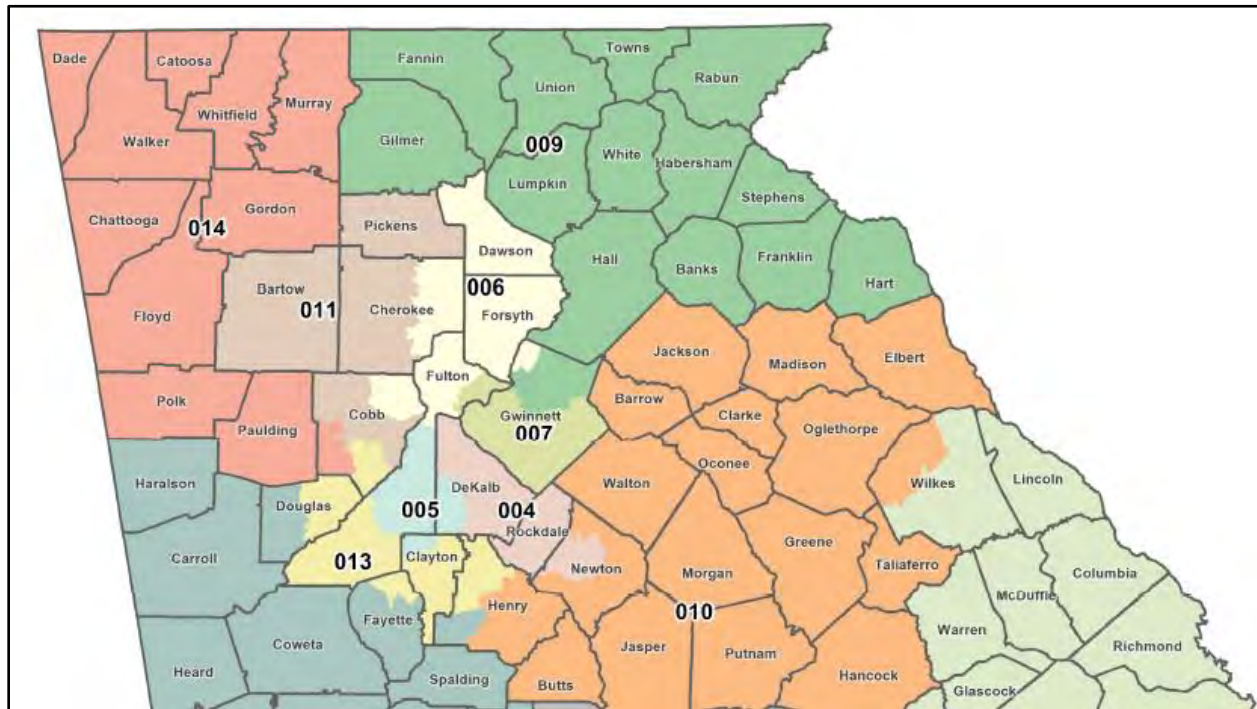 Towns
Dade
Catoosa
Fannin
Rabun
Union
Whitfield
Murray
Walker
Gilmer
009
White
Habersham
Lumpkin
Stephens
Chattooga
Gordon
014
Pickens
Dawson
Hall
Franklin
Banks
Hart
Bartow
006
011
Cherokee
Forsyth
Floyd
Jackson
Madison
Elbert
Fulton
Polk
Cobb
Barrow
Clarke
Gwinnett
Oglethorpe
Paulding
007
Oconee
Haralson
DeKalb
Walton
Wilkes
Lincoln
Douglas
005
004
Rockdale
Greene
Carroll
013
Clayton
Newton
Morgan
Taliaferro
Columbia
McDuffie
Henry
010
Fayette
Warren
Coweta
Jasper
Putnam
Richmond
Heard
Spalding
Butts
Hancock
Glascock